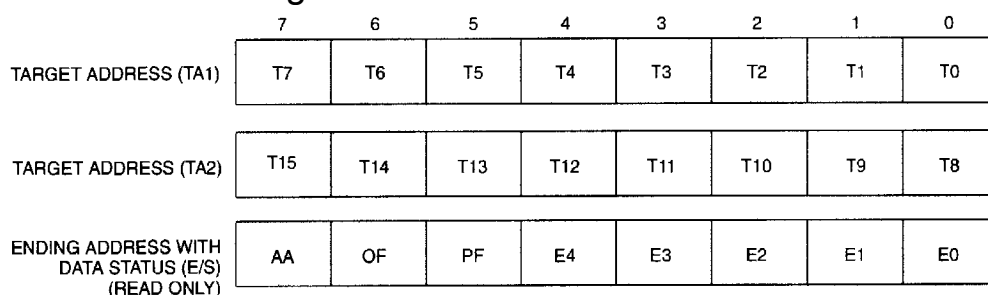 7 6 5 4 3 2 1 0
TARGET ADDRESS (TA1) T7 T6 T5 T4 T3 T2 T1 T0
TARGET ADDRESS (TA2) T15 T14 T13 T12 T11 T10 T9 T8
ENDING ADDRESS WITH
DATA STATUS (E/S)
(READ ONLY)
AA OF PF E4 E3 E2 E1 E0